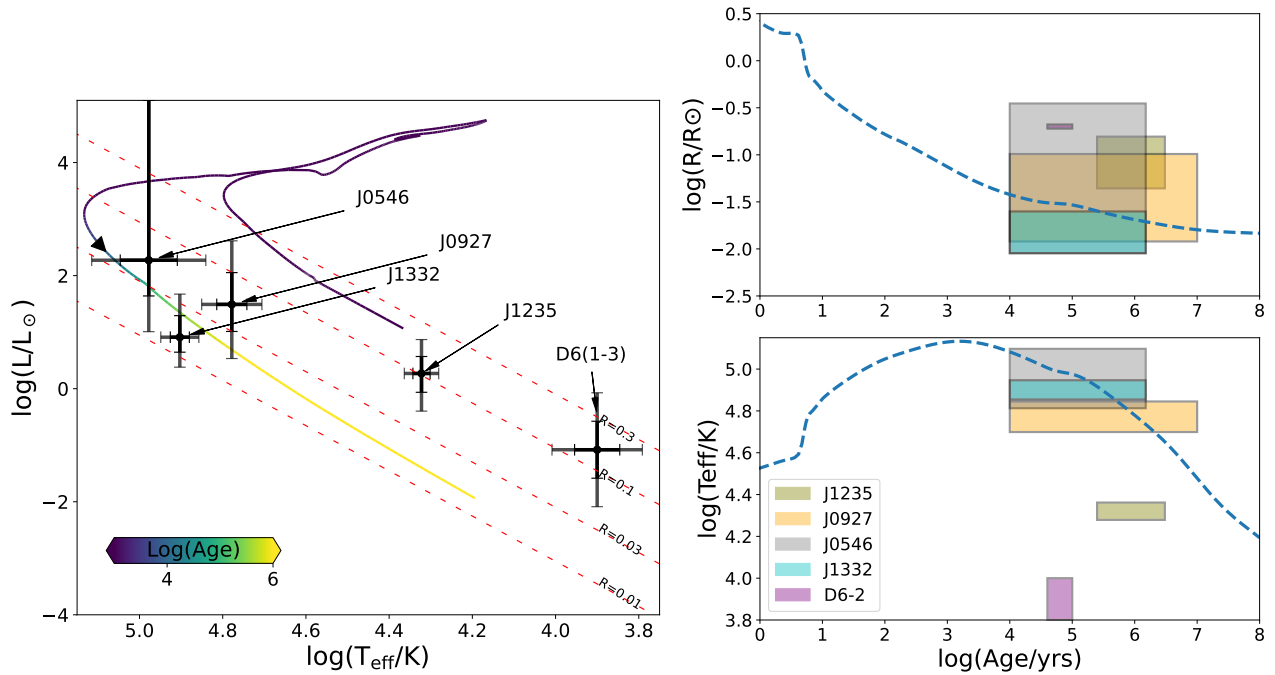 log(L/L⊙)
4
2
0
−2
−4
5.0
4.8
4.6
4.4
4.2
4.0
3.8
log(Teff/K)
J0546
J0927
J1332
J1235
D6(1-3)
R=0.3
R=0.1
R=0.03
R=0.01
Log(Age)
4
6
log(R/R⊙)
0.5
0.0
−0.5
−1.0
−1.5
−2.0
−2.5
log(Teff/K)
5.0
4.8
4.6
4.4
4.2
4.0
3.8
J1235
J0927
J0546
J1332
D6-2
0
1
2
3
4
5
6
7
8
log(Age/yrs)